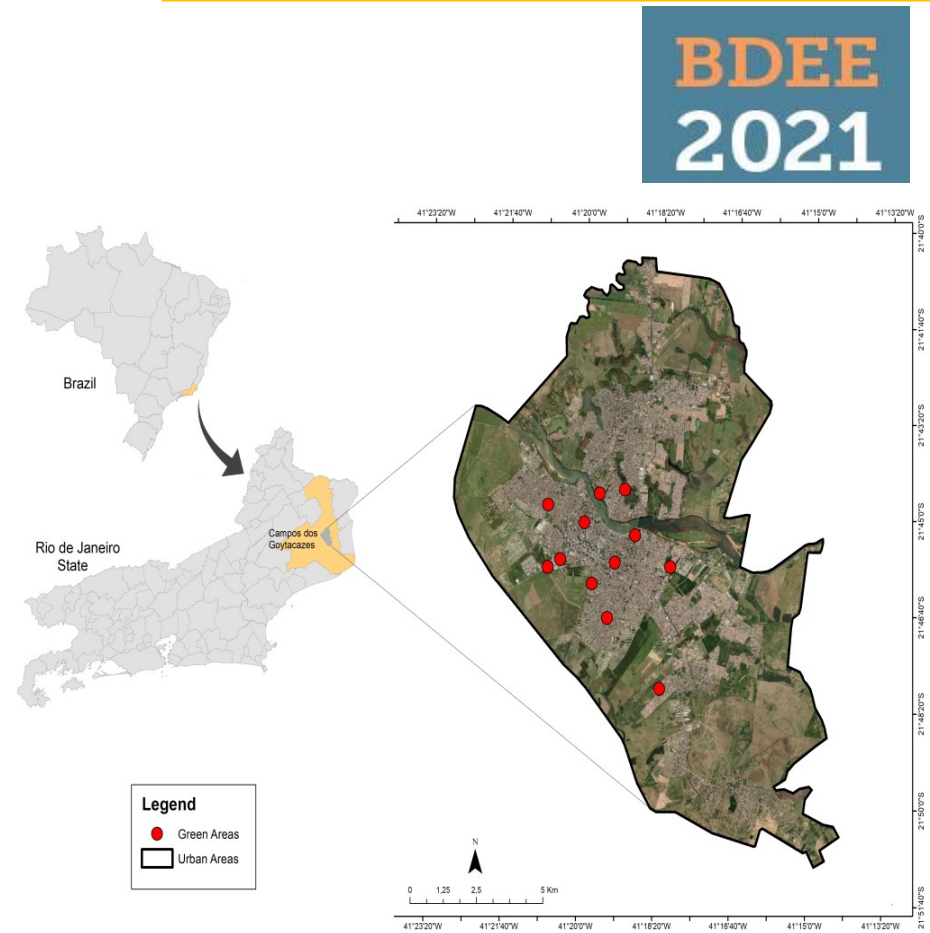 BDEE
2021
41°23'20"W 41°21'40"W 41°20'0"W 41°18'20"W 41°16'40"W 41°15'0"W 41°13'20"W
21°40'0"S
21°41'40"S
21°43'20"S
21°45'0"S
21°46'40"S
21°48'20"S
21°50'0"S
21°51'40"S
Brazil
Campos dos
Goytacazes
Rio de Janeiro
State
Legend
Green Areas
Urban Areas
N
0 1,25 2,5 5 Km
41°23'20"W 41°21'40"W 41°20'0"W 41°18'20"W 41°16'40"W 41°15'0"W 41°13'20"W